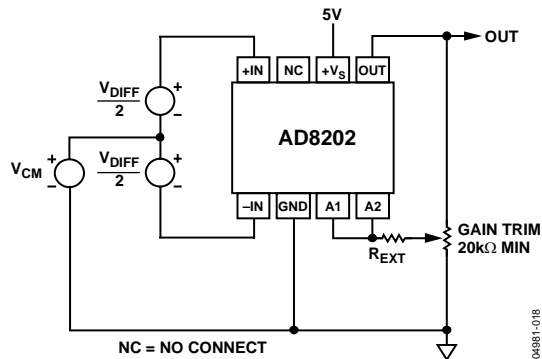 5V
OUT
+IN
NC
+VS
OUT
VDIFF
2
+
–
AD8202
VCM
+
–
VDIFF
2
+
–
–IN
GND
A1
A2
GAIN TRIM
20kΩ MIN
REXT
NC = NO CONNECT
04981-018